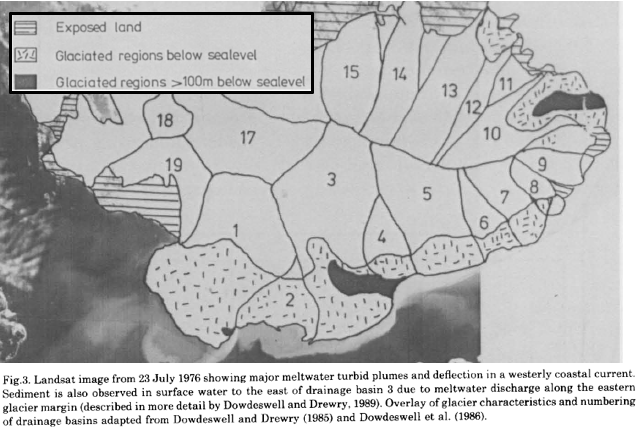 Exposed land
Glaciated regions below sealevel
Glaciated regions >100m below sealevel
15
14
13
11
12
10
18
17
19
3
5
9
8
7
6
1
4
2
Fig.3. Landsat image from 23 July 1976 showing major meltwater turbid plumes and deflection in a westerly coastal current.
Sediment is also observed in surface water to the east of drainage basin 3 due to meltwater discharge along the eastern
glacier margin (described in more detail by Dowdeswell and Drewry, 1989). Overlay of glacier characteristics and numbering
of drainage basins adapted from Dowdeswell and Drewry (1985) and Dowdeswell et al. (1986).